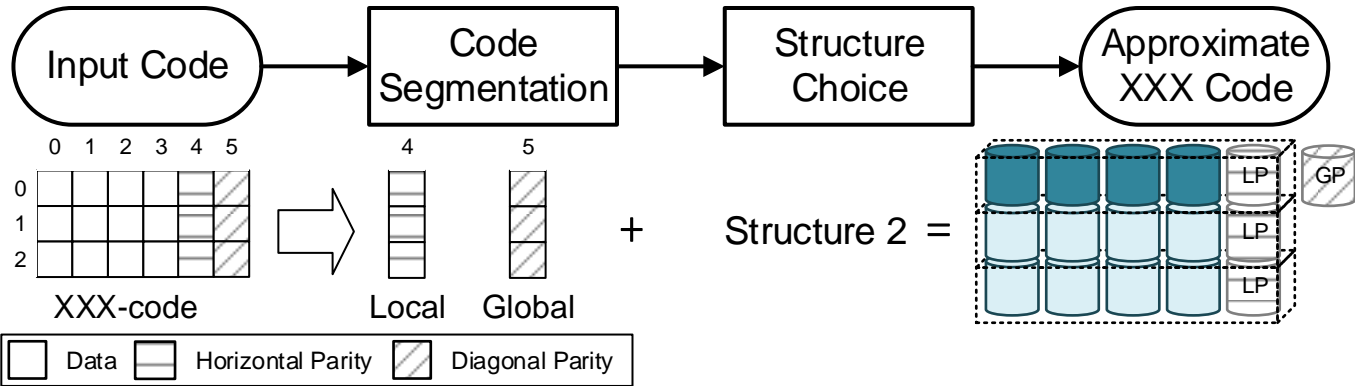 Input Code
Code
Segmentation
Structure
Choice
Approximate
XXX Code
0 1 2 3 4 5
4
5
0
1
2
LP
GP
LP
LP
+
Structure 2 =
XXX-code
Local
Global
Data
Horizontal Parity
Diagonal Parity